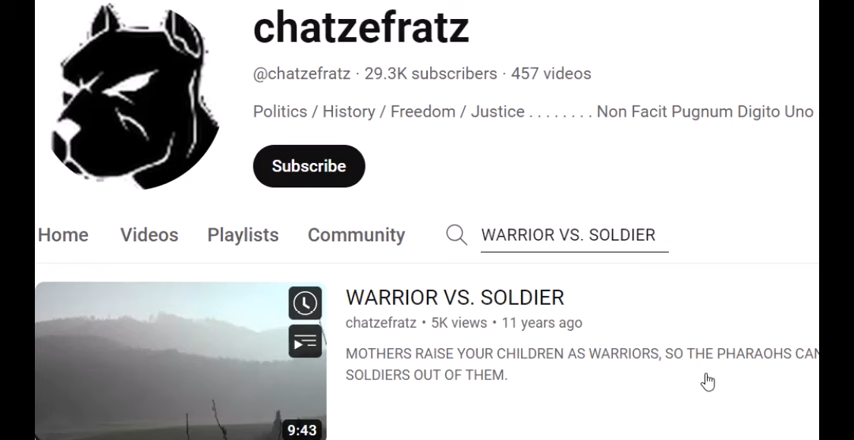 chatzefratz
@chatzefratz · 29.3K subscribers · 457 videos
Politics / History / Freedom / Justice . . . . . . . . Non Facit Pugnum Digito Uno
Subscribe
Home Videos Playlists Community WARRIOR VS. SOLDIER
WARRIOR VS. SOLDIER
chatzefratz • 5K views • 11 years ago
MOTHERS RAISE YOUR CHILDREN AS WARRIORS, SO THE PHARAOHS CAN
SOLDIERS OUT OF THEM.
9:43